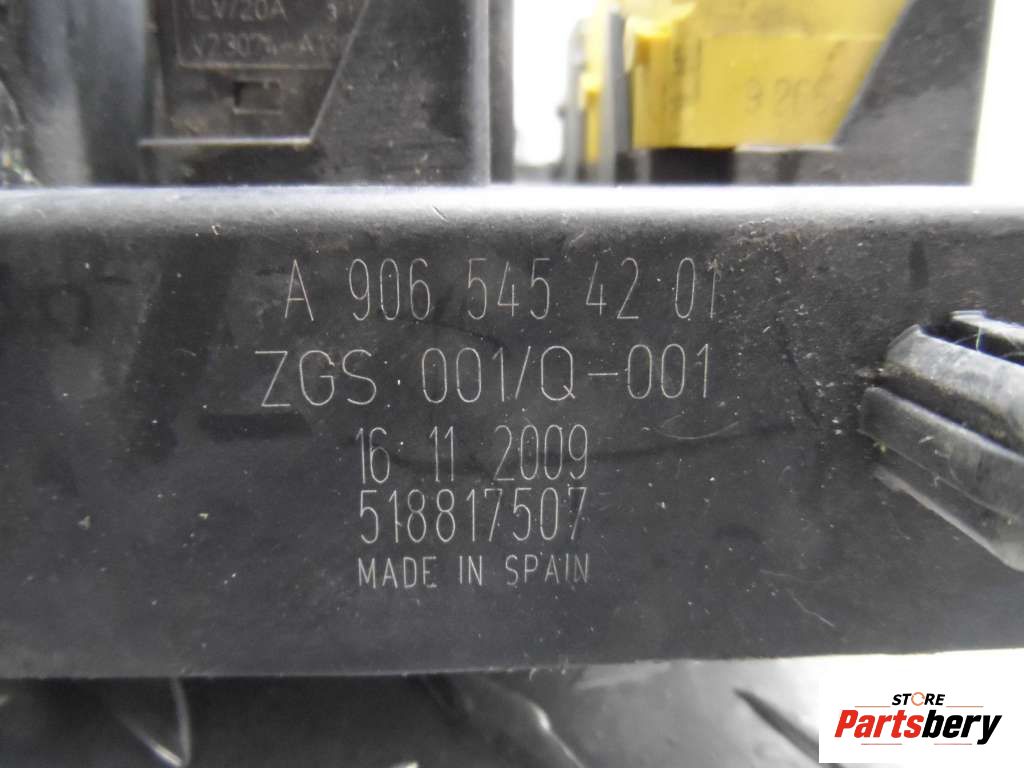 A 906 545 42 01
ZGS 001/Q-001
16 11 2009
518817507
MADE IN SPAIN
STORE
Partsbery